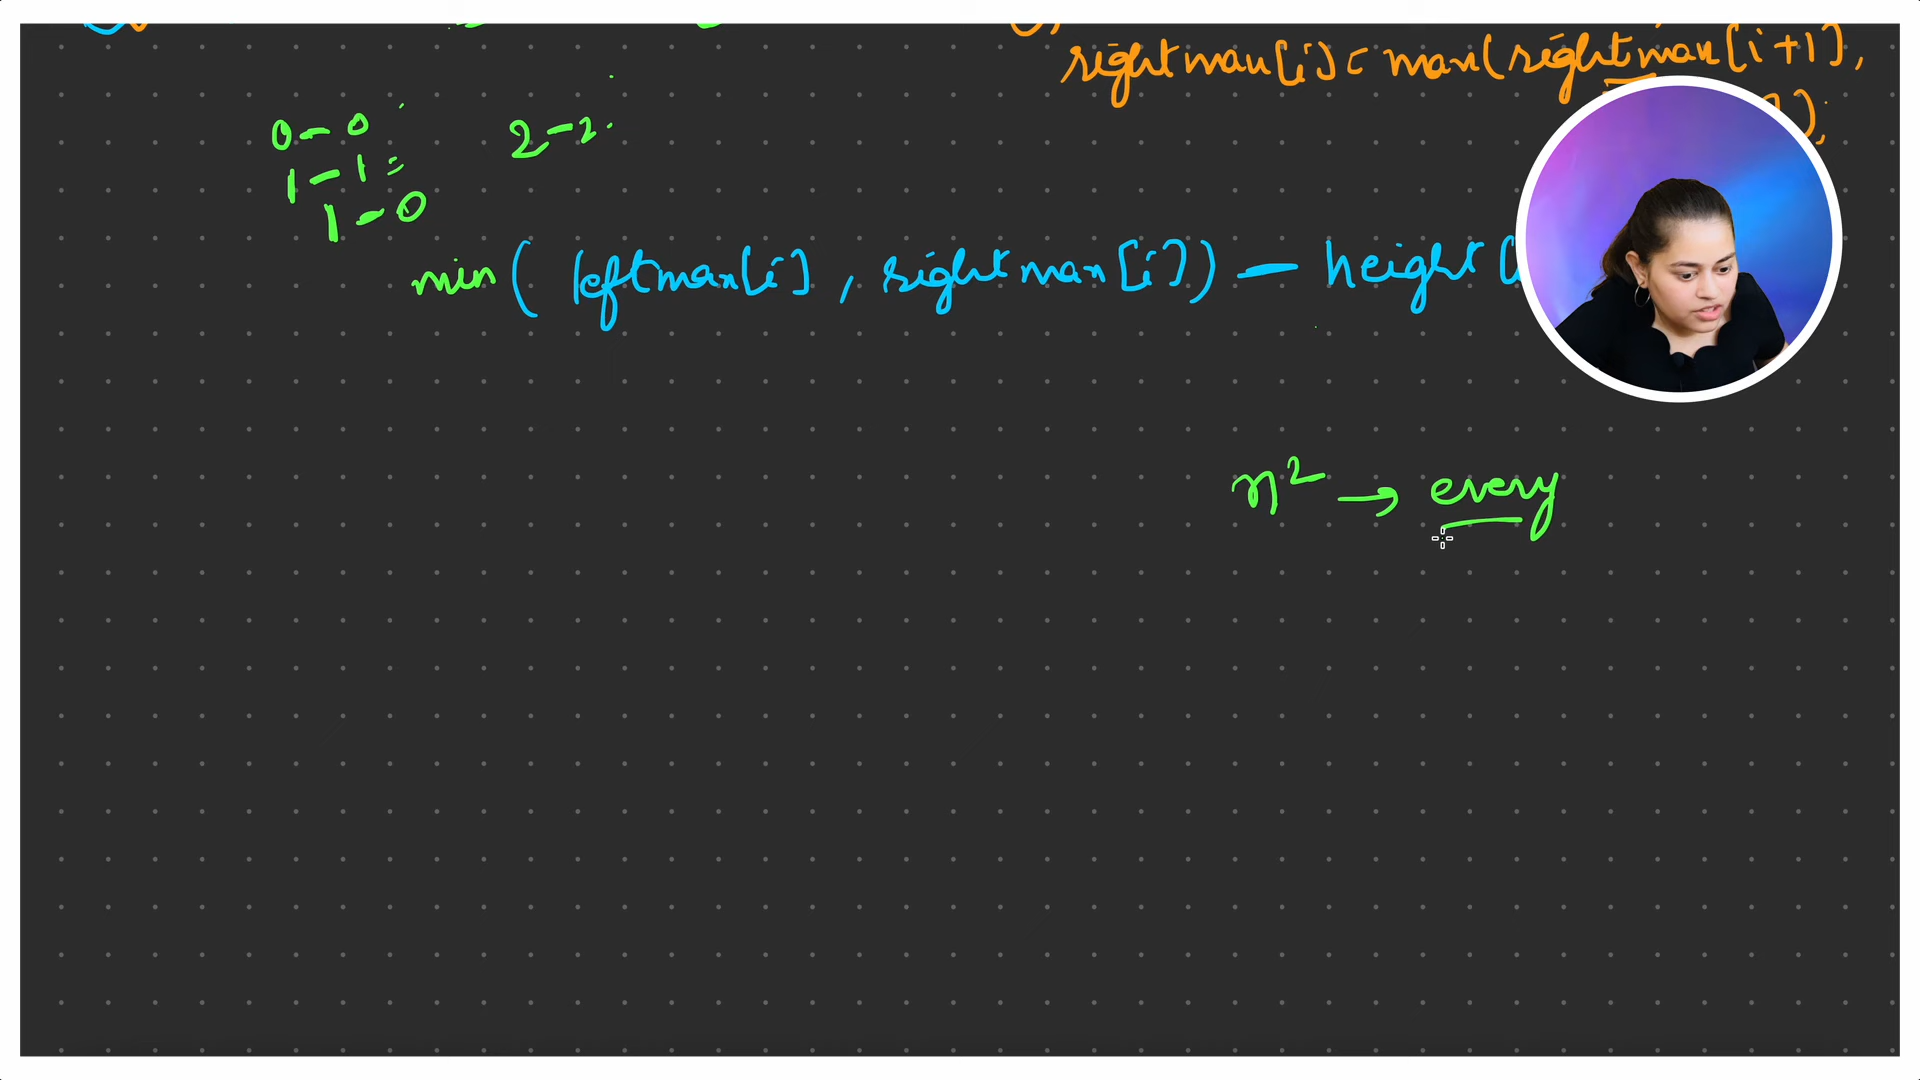 rightmax[i] = max(rightmax[i+1],
);
0 - 0
2 - 2
1 - 1 =
1 - 0
min( leftmax[i] , rightmax[i]) - height[
n² → every